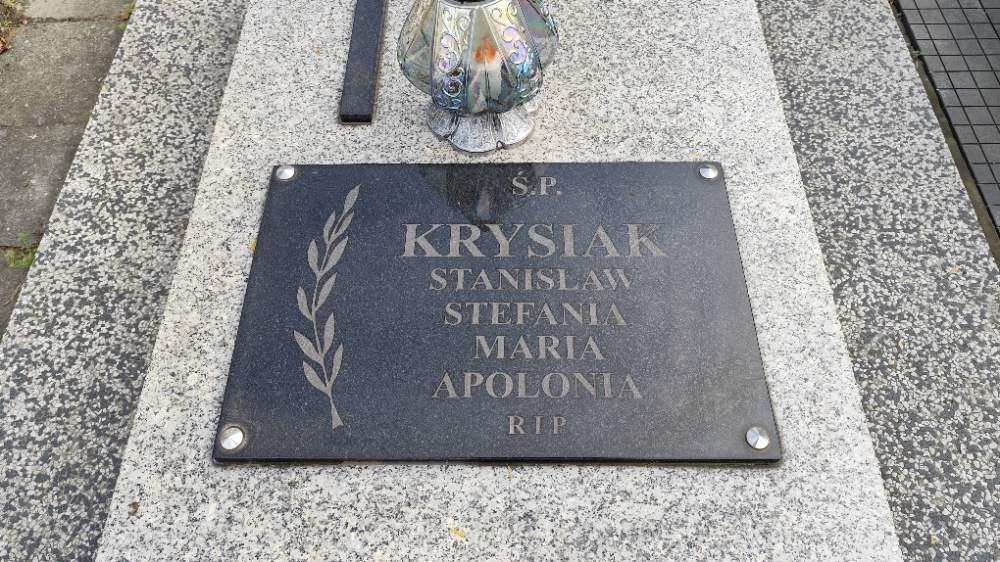 Ś.P.
KRYSIAK
STANISŁAW
STEFANIA
MARIA
APOLONIA
RIP